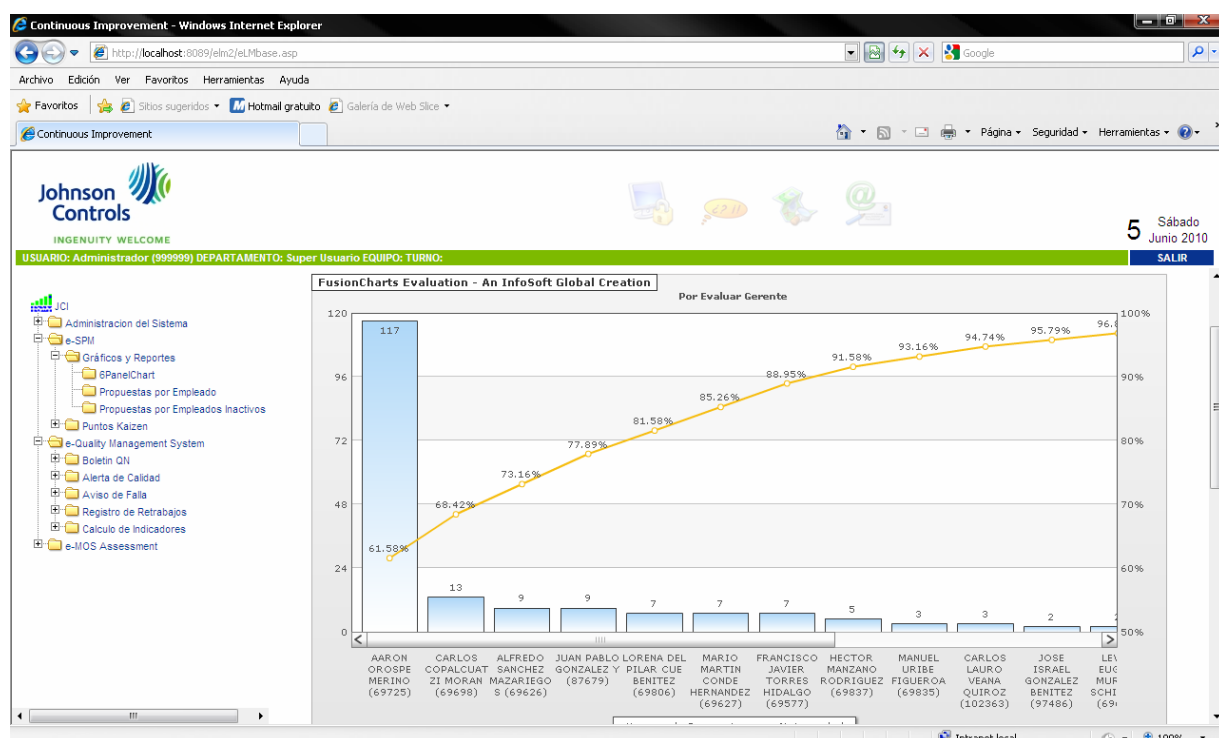 Continuous Improvement - Windows Internet Explorer
http://localhost:8089/elm2/eLMbase.asp
Google
Archivo Edición Ver Favoritos Herramientas Ayuda
Favoritos Sitios sugeridos Hotmail gratuito Galería de Web Slice
Continuous Improvement
Página Seguridad Herramientas
Johnson
Controls
INGENUITY WELCOME
5 Sábado
Junio 2010
USUARIO: Administrador (999999) DEPARTAMENTO: Super Usuario EQUIPO: TURNO:
SALIR
JCI
Administracion del Sistema
e-SPM
Gráficos y Reportes
6PanelChart
Propuestas por Empleado
Propuestas por Empleados Inactivos
Puntos Kaizen
e-Quality Management System
Boletin QN
Alerta de Calidad
Aviso de Falla
Registro de Retrabajos
Calculo de Indicadores
e-MOS Assessment
FusionCharts Evaluation - An InfoSoft Global Creation
Por Evaluar Gerente
120
96
72
48
24
0
100%
90%
80%
70%
60%
50%
117
13
9
9
7
7
7
5
3
3
2
61.58%
68.42%
73.16%
77.89%
81.58%
85.26%
88.95%
91.58%
93.16%
94.74%
95.79%
96.8
AARON
OROSPE
MERINO
(69725)
CARLOS
COPALCUAT
ZI MORAN
(69698)
ALFREDO
SANCHEZ
MAZARIEGO
S (69626)
JUAN PABLO
GONZALEZ Y
(87679)
LORENA DEL
PILAR CUE
BENITEZ
(69806)
MARIO
MARTIN
CONDE
HERNANDEZ
(69627)
FRANCISCO
JAVIER
TORRES
HIDALGO
(69577)
HECTOR
MANZANO
RODRIGUEZ
(69837)
MANUEL
URIBE
FIGUEROA
(69835)
CARLOS
LAURO
VEANA
QUIROZ
(102363)
JOSE
ISRAEL
GONZALEZ
BENITEZ
(97486)
Intranet local
100%